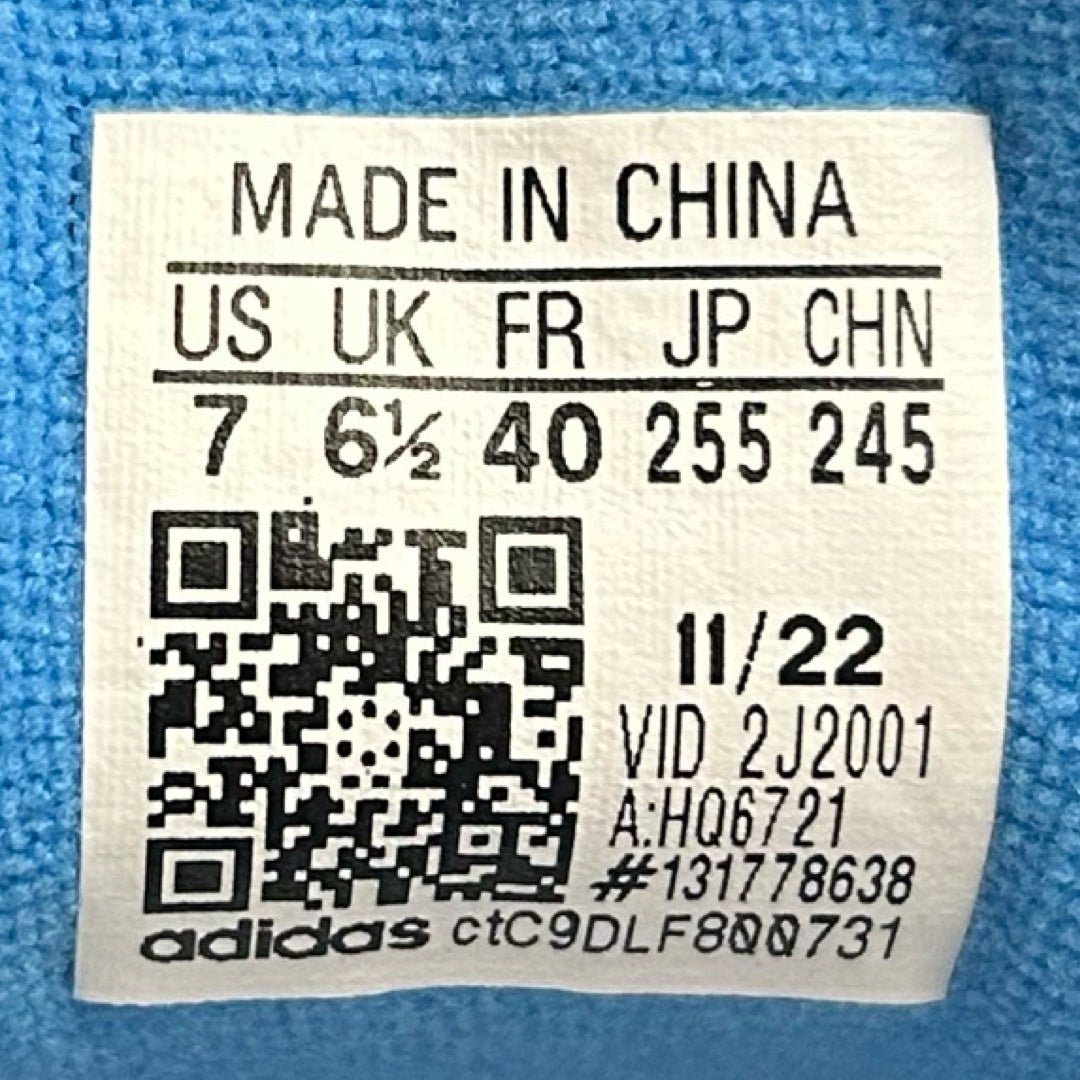 MADE IN CHINA
US UK FR JP CHN
7 6½ 40 255 245
11/22
VID 2J2001
A:HQ6721
#131778638
adidas ctC9DLF800731